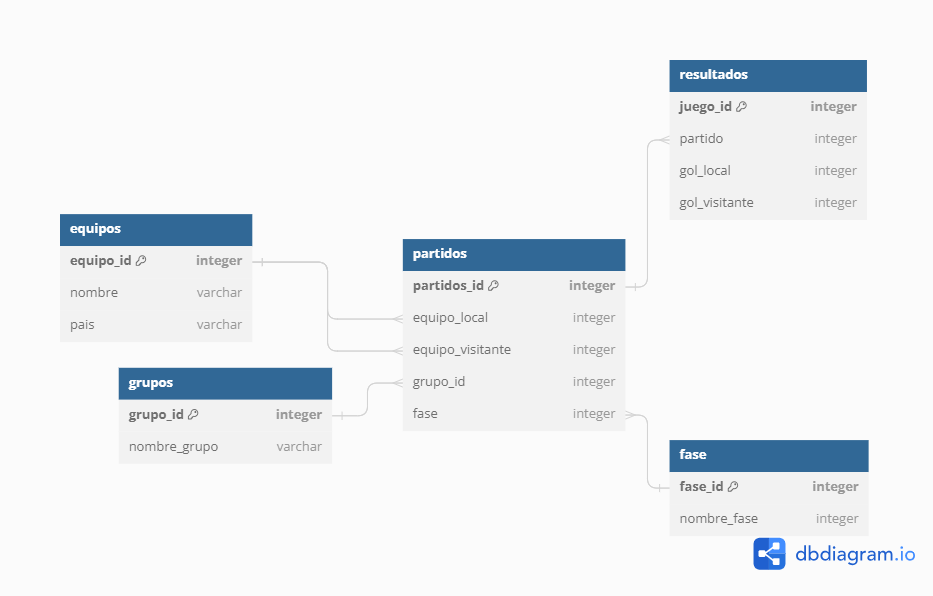 resultados
juego_id integer
partido integer
gol_local integer
gol_visitante integer
equipos
equipo_id integer
nombre varchar
pais varchar
partidos
partidos_id integer
equipo_local integer
equipo_visitante integer
grupo_id integer
fase integer
grupos
grupo_id integer
nombre_grupo varchar
fase
fase_id integer
nombre_fase integer
dbdiagram.io